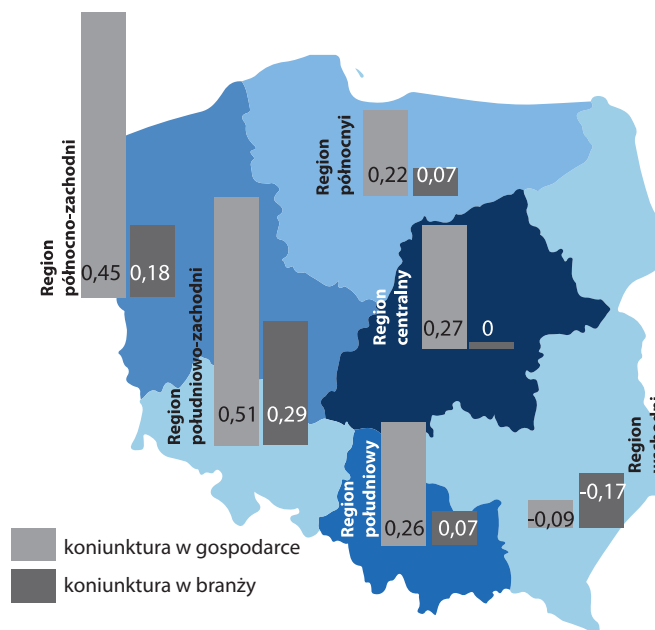 Region
północno-zachodni
0,45
0,18
Region
północnyi
0,22
0,07
Region
południowo-zachodni
0,51
0,29
Region
centralny
0,27
0
Region
południowy
0,26
0,07
Region
-0,09
-0,17
koniunktura w gospodarce
koniunktura w branży